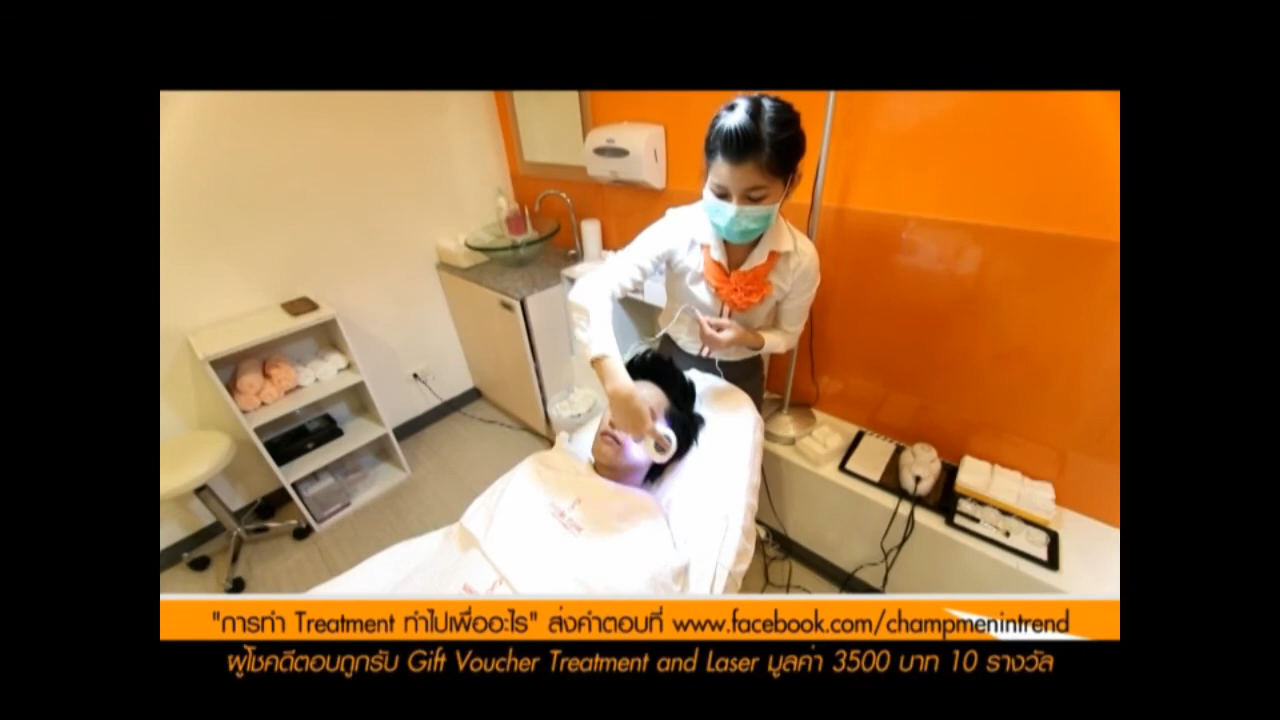 "การทำ Treatment ทำไปเพื่ออะไร" ส่งคำตอบที่ www.facebook.com/champmenintrend
ผู้โชคดีตอบถูกรับ Gift Voucher Treatment and Laser มูลค่า 3500 บาท 10 รางวัล